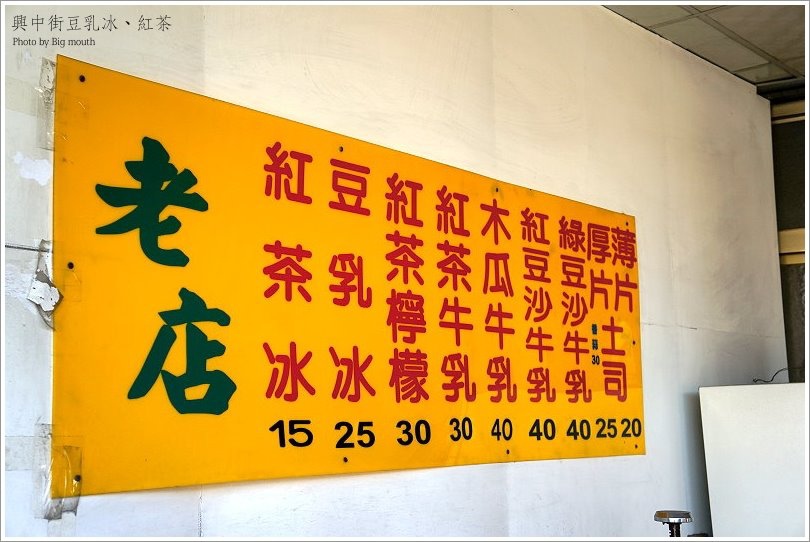 興中街豆乳冰、紅茶
Photo by Big mouth
老店
紅茶冰 15
豆乳冰 25
紅茶檸檬 30
紅茶牛乳 30
木瓜牛乳 40
紅豆沙牛乳 40
綠豆沙牛乳 40
厚片 25
香蒜 30
薄片土司 20